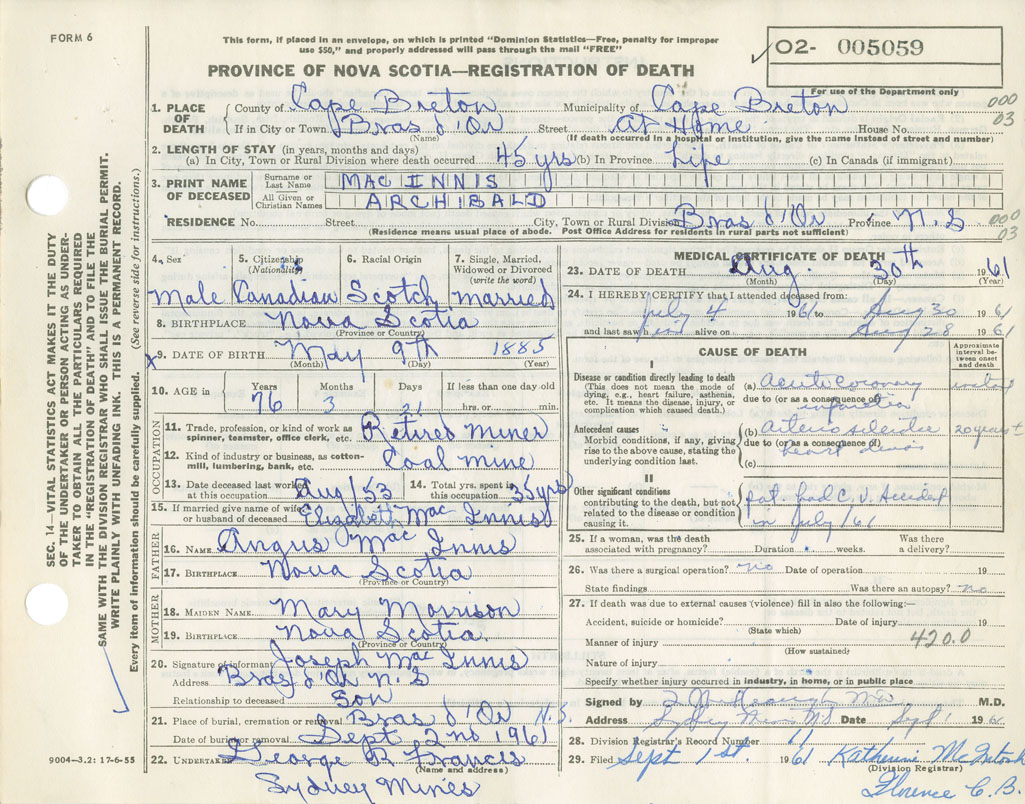 FORM 6
This form, if placed in an envelope, on which is printed "Dominion Statistics—Free, penalty for improper
use $50," and properly addressed will pass through the mail "FREE"
✓ O2- 005059
PROVINCE OF NOVA SCOTIA—REGISTRATION OF DEATH
For use of the Department only
1. PLACE OF DEATH County of Cape Breton Municipality of Cape Breton 000 03
If in City or Town Bras d'Or Street At Home House No.
(Name) (If death occurred in a hospital or institution, give the name instead of street and number)
2. LENGTH OF STAY (in years, months and days)
(a) In City, Town or Rural Division where death occurred 45 yrs (b) In Province Life (c) In Canada (if immigrant)
3. PRINT NAME OF DECEASED Surname or Last Name MAC INNIS
All Given or Christian Names ARCHIBALD
RESIDENCE No. Street City, Town or Rural Division Bras d'Or Province N.S 000 03
(Residence means usual place of abode. Post Office Address for residents in rural parts not sufficient)
4. Sex 5. Citizenship (Nationality) 6. Racial Origin 7. Single, Married, Widowed or Divorced (write the word)
Male Canadian Scotch married
8. BIRTHPLACE Nova Scotia
(Province or Country)
x9. DATE OF BIRTH May 9th 1885
(Month) (Day) (Year)
10. AGE in Years Months Days If less than one day old
76 3 21 hrs. or min.
OCCUPATION
11. Trade, profession, or kind of work as spinner, teamster, office clerk, etc. Retired Miner
12. Kind of industry or business, as cotton-mill, lumbering, bank, etc. Coal mine
13. Date deceased last worked at this occupation Aug/53 14. Total yrs. spent in this occupation 35 yrs
15. If married give name of wife or husband of deceased Elizabeth Mac Innis
FATHER
16. NAME Angus Mac Innis
17. BIRTHPLACE Nova Scotia
(Province or Country)
MOTHER
18. MAIDEN NAME Mary Morrison
19. BIRTHPLACE Nova Scotia
(Province or Country)
20. Signature of informant Joseph Mac Innis
Address Bras d'Or N.S
Relationship to deceased Son
21. Place of burial, cremation or removal Bras d'Or N.S.
Date of burial or removal Sept 2nd 1961
22. UNDERTAKER George R Francis
(Name and address)
Sydney Mines
MEDICAL CERTIFICATE OF DEATH
23. DATE OF DEATH Aug. 30th 1961
(Month) (Day) (Year)
24. I HEREBY CERTIFY that I attended deceased from:
July 4 1961 to Aug 30 1961
and last saw him alive on Aug 28 1961
CAUSE OF DEATH
Approximate interval between onset and death
I
Disease or condition directly leading to death (a) Acute coronary
(This does not mean the mode of dying, e.g., heart failure, asthenia, etc. It means the disease, injury, or complication which caused death.)
due to (or as a consequence of)
Antecedent causes (b) 20 years +
Morbid conditions, if any, giving rise to the above cause, stating the underlying condition last.
due to (or as a consequence of) heart
(c)
II
Other significant conditions
contributing to the death, but not related to the disease or condition causing it.
pat. had C.V. Accident
in July/61
25. If a woman, was the death associated with pregnancy? Duration weeks. Was there a delivery?
26. Was there a surgical operation? no Date of operation 19
State findings Was there an autopsy? no
27. If death was due to external causes (violence) fill in also the following:—
Accident, suicide or homicide? Date of injury 19
(State which)
Manner of injury 420.0
(How sustained)
Nature of injury
Specify whether injury occurred in industry, in home, or in public place
Signed by M.D.
Address Sydney Mines N.S Date Sept 1 1961
28. Division Registrar's Record Number 11
29. Filed Sept 1st. 1961 Katherine McIntosh
(Division Registrar)
Florence C.B.
SEC. 14—VITAL STATISTICS ACT MAKES IT THE DUTY
OF THE UNDERTAKER OR PERSON ACTING AS UNDER-
TAKER TO OBTAIN ALL THE PARTICULARS REQUIRED
IN THE "REGISTRATION OF DEATH" AND TO FILE THE
SAME WITH THE DIVISION REGISTRAR WHO SHALL ISSUE THE BURIAL PERMIT.
WRITE PLAINLY WITH UNFADING INK. THIS IS A PERMANENT RECORD.
Every item of information should be carefully supplied. (See reverse side for instructions.)
9004—3.2: 17-6-55